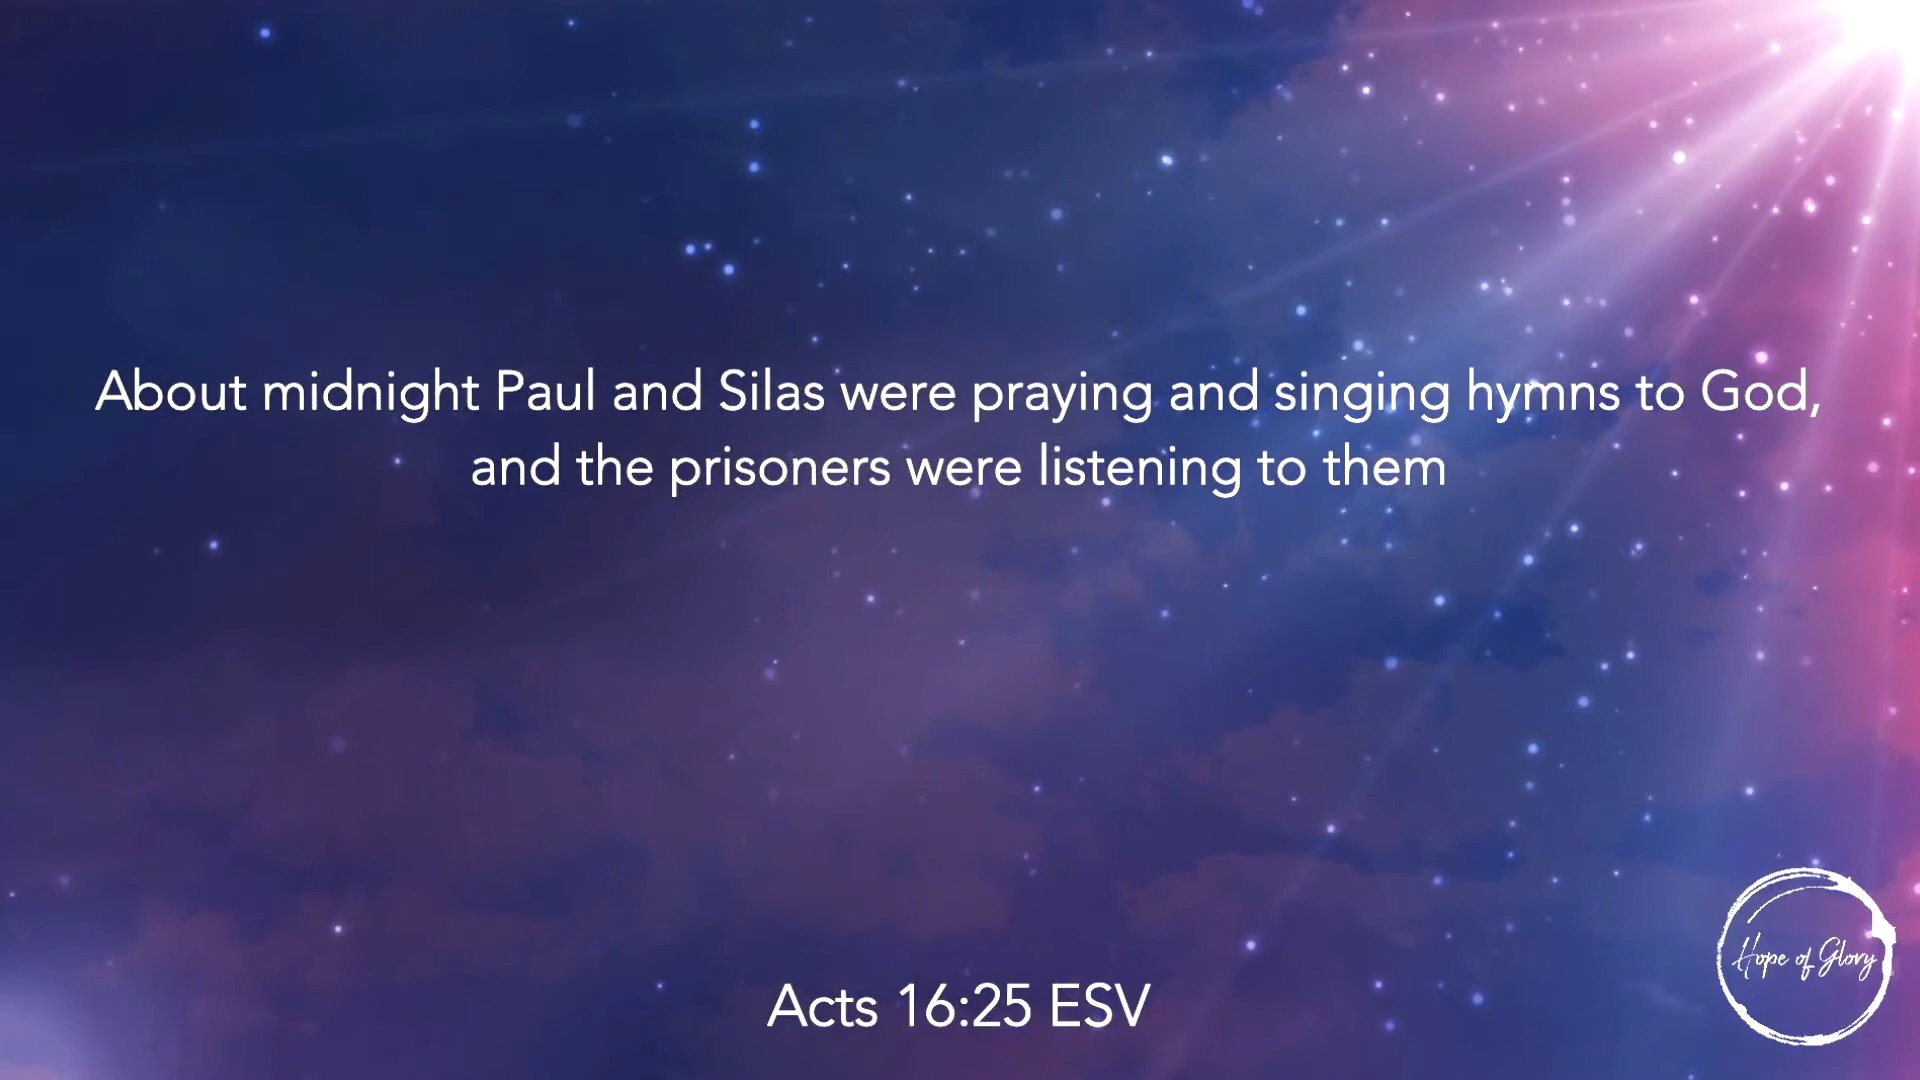 About midnight Paul and Silas were praying and singing hymns to God,
and the prisoners were listening to them
Acts 16:25 ESV
Hope of Glory